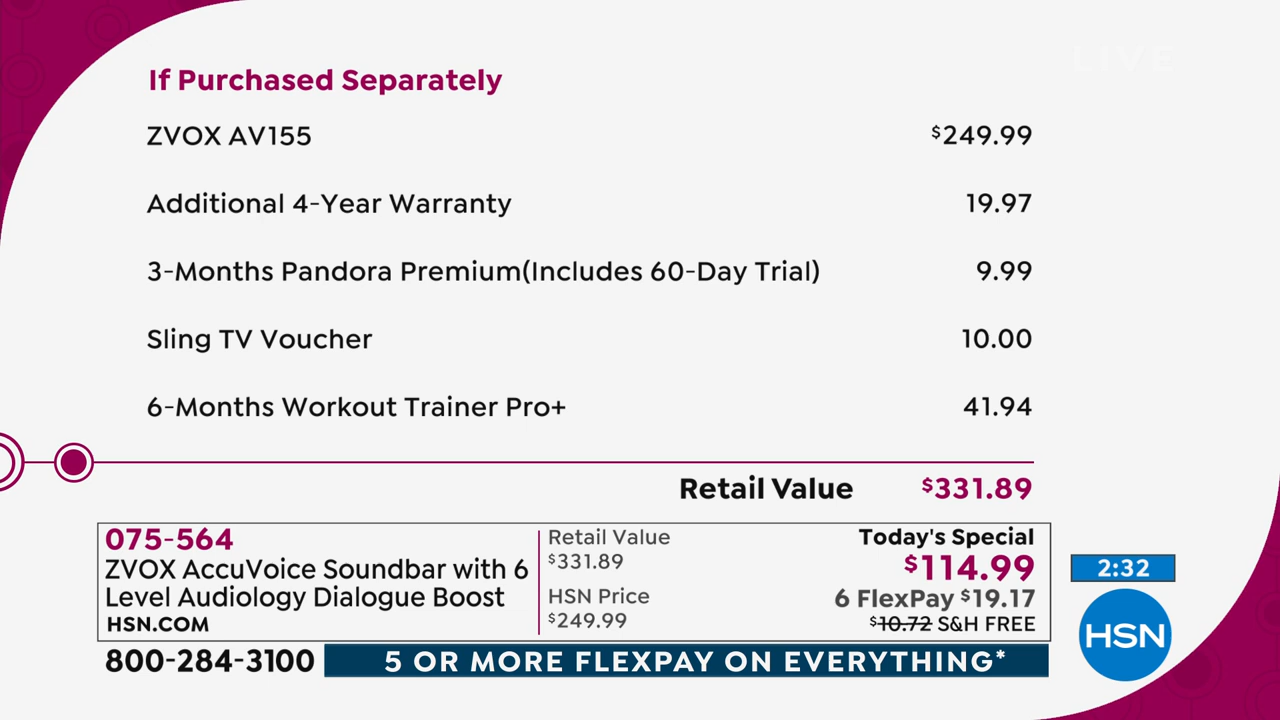 LIVE
If Purchased Separately
ZVOX AV155 $249.99
Additional 4-Year Warranty 19.97
3-Months Pandora Premium(Includes 60-Day Trial) 9.99
Sling TV Voucher 10.00
6-Months Workout Trainer Pro+ 41.94
Retail Value $331.89
075-564
ZVOX AccuVoice Soundbar with 6
Level Audiology Dialogue Boost
HSN.COM
Retail Value
$331.89
HSN Price
$249.99
Today's Special
$114.99
6 FlexPay $19.17
$10.72 S&H FREE
2:32
HSN
800-284-3100
5 OR MORE FLEXPAY ON EVERYTHING*